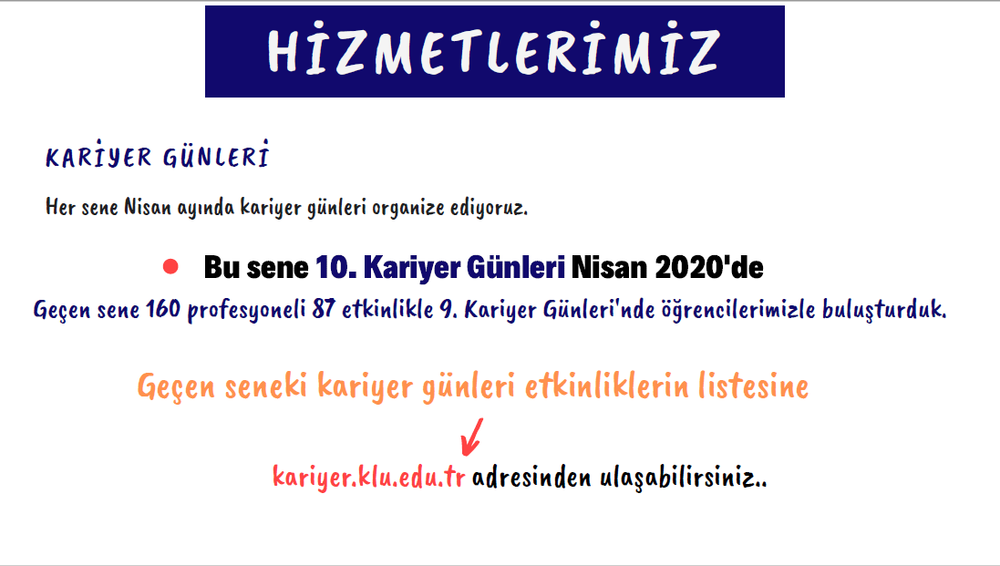 HİZMETLERİMİZ
KARİYER GÜNLERİ
Her sene Nisan ayında kariyer günleri organize ediyoruz.
Bu sene 10. Kariyer Günleri Nisan 2020'de
Geçen sene 160 profesyoneli 87 etkinlikle 9. Kariyer Günleri'nde öğrencilerimizle buluşturduk.
Geçen seneki kariyer günleri etkinliklerin listesine
kariyer.klu.edu.tr adresinden ulaşabilirsiniz..